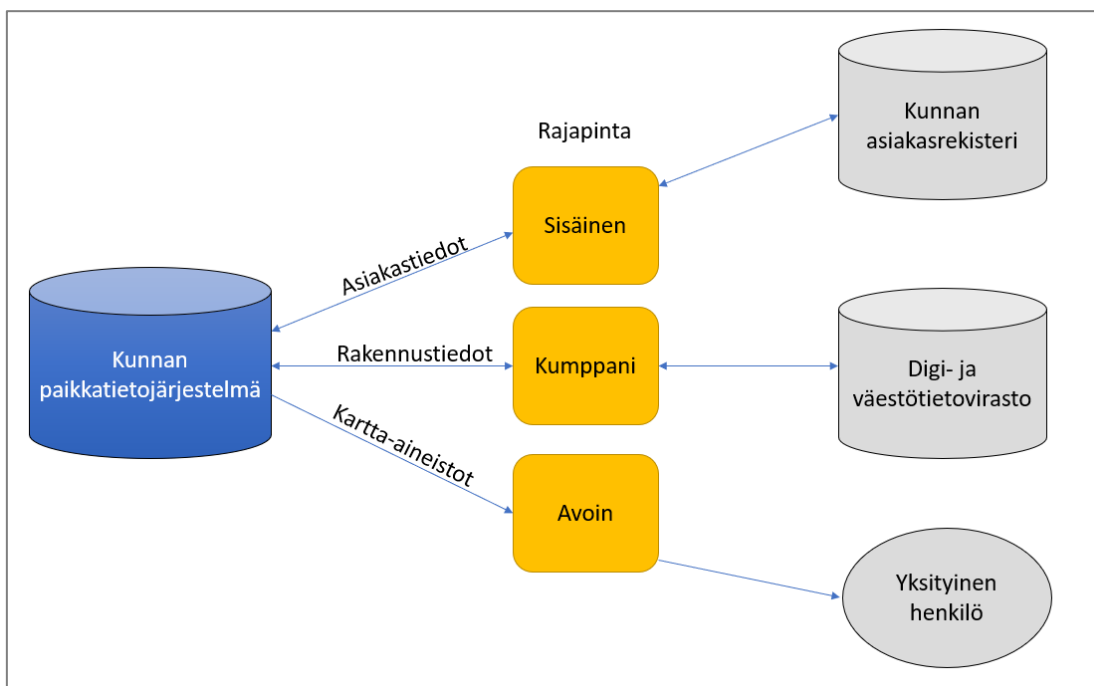 Kunnan
asiakasrekisteri
Rajapinta
Sisäinen
Asiakastiedot
Kunnan
paikkatietojärjestelmä
Rakennustiedot
Kumppani
Digi- ja
väestötietovirasto
Kartta-aineistot
Avoin
Yksityinen
henkilö